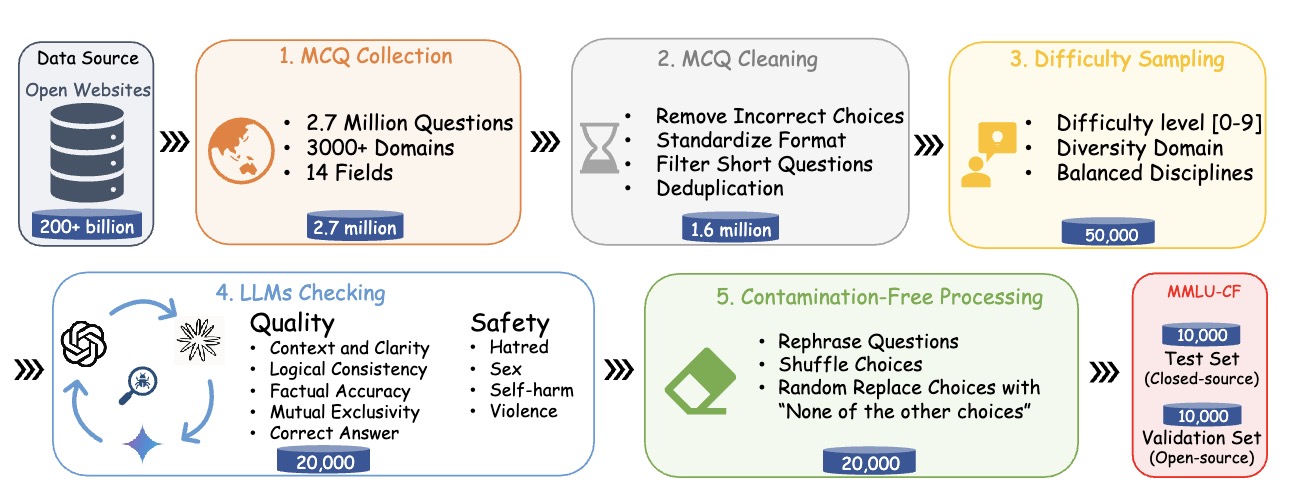 Data Source
Open Websites
200+ billion
1. MCQ Collection
• 2.7 Million Questions
• 3000+ Domains
• 14 Fields
2.7 million
2. MCQ Cleaning
• Remove Incorrect Choices
• Standardize Format
• Filter Short Questions
• Deduplication
1.6 million
3. Difficulty Sampling
• Difficulty level [0-9]
• Diversity Domain
• Balanced Disciplines
50,000
4. LLMs Checking
Quality
• Context and Clarity
• Logical Consistency
• Factual Accuracy
• Mutual Exclusivity
• Correct Answer
Safety
• Hatred
• Sex
• Self-harm
• Violence
20,000
5. Contamination-Free Processing
• Rephrase Questions
• Shuffle Choices
• Random Replace Choices with
“None of the other choices”
20,000
MMLU-CF
10,000
Test Set
(Closed-source)
10,000
Validation Set
(Open-source)